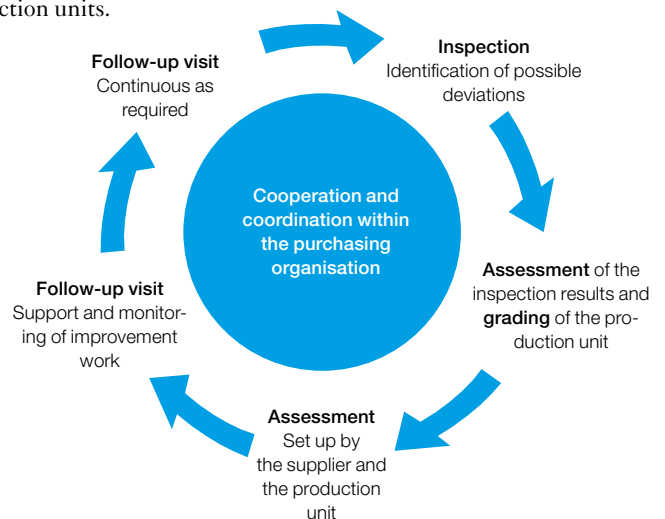 ction units.
Inspection
Identification of possible
deviations
Assessment of the
inspection results and
grading of the pro-
duction unit
Assessment
Set up by
the supplier and
the production
unit
Follow-up visit
Support and monitor-
ing of improvement
work
Follow-up visit
Continuous as
required
Cooperation and
coordination within
the purchasing
organisation